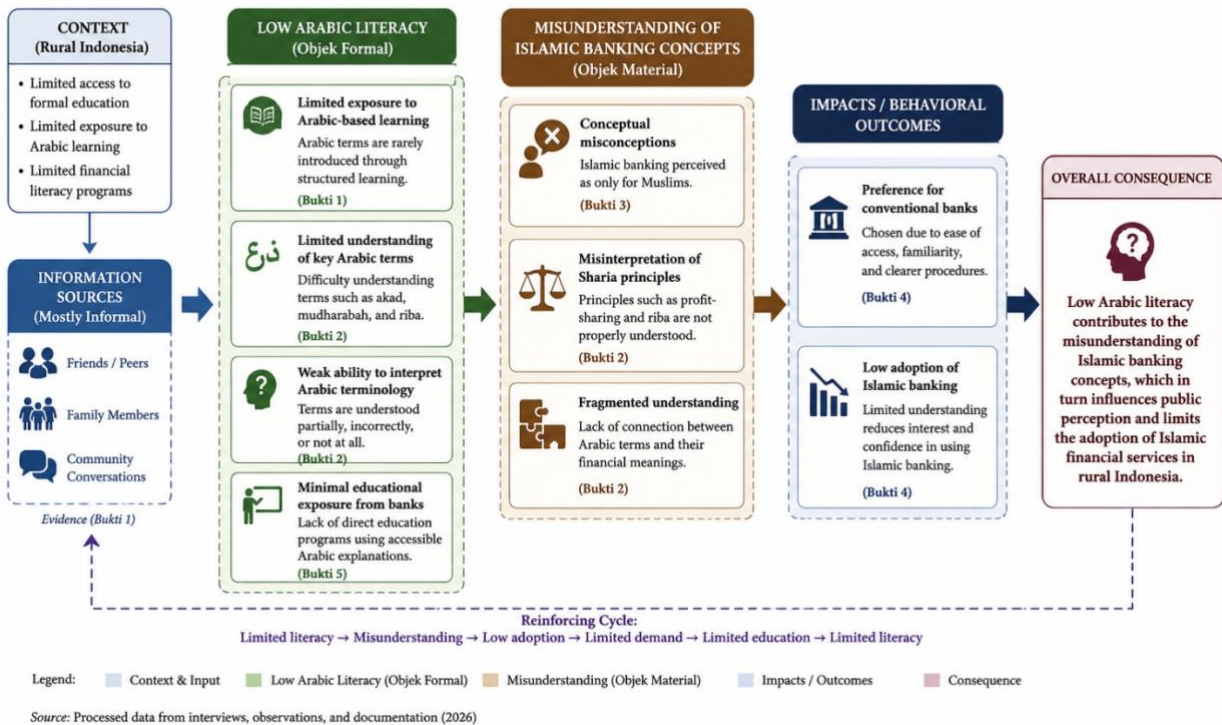 CONTEXT
(Rural Indonesia)
• Limited access to
formal education
• Limited exposure to
Arabic learning
• Limited financial
literacy programs
INFORMATION
SOURCES
(Mostly Informal)
Friends / Peers
Family Members
Community
Conversations
Evidence (Bukti 1)
LOW ARABIC LITERACY
(Objek Formal)
Limited exposure to
Arabic-based learning
Arabic terms are rarely
introduced through
structured learning.
(Bukti 1)
ذع
Limited understanding
of key Arabic terms
Difficulty understanding
terms such as akad,
mudharabah, and riba.
(Bukti 2)
?
Weak ability to interpret
Arabic terminology
Terms are understood
partially, incorrectly,
or not at all.
(Bukti 2)
Minimal educational
exposure from banks
Lack of direct education
programs using accessible
Arabic explanations.
(Bukti 5)
MISUNDERSTANDING OF
ISLAMIC BANKING CONCEPTS
(Objek Material)
Conceptual
misconceptions
Islamic banking perceived
as only for Muslims.
(Bukti 3)
Misinterpretation of
Sharia principles
Principles such as profit-
sharing and riba are not
properly understood.
(Bukti 2)
Fragmented understanding
Lack of connection between
Arabic terms and their
financial meanings.
(Bukti 2)
IMPACTS / BEHAVIORAL
OUTCOMES
Preference for
conventional banks
Chosen due to ease of
access, familiarity,
and clearer procedures.
(Bukti 4)
Low adoption of
Islamic banking
Limited understanding
reduces interest and
confidence in using
Islamic banking.
(Bukti 4)
OVERALL CONSEQUENCE
?
Low Arabic literacy
contributes to the
misunderstanding of
Islamic banking
concepts, which in
turn influences public
perception and limits
the adoption of Islamic
financial services in
rural Indonesia.
Reinforcing Cycle:
Limited literacy → Misunderstanding → Low adoption → Limited demand → Limited education → Limited literacy
Legend:
Context & Input
Low Arabic Literacy (Objek Formal)
Misunderstanding (Objek Material)
Impacts / Outcomes
Consequence
Source: Processed data from interviews, observations, and documentation (2026)